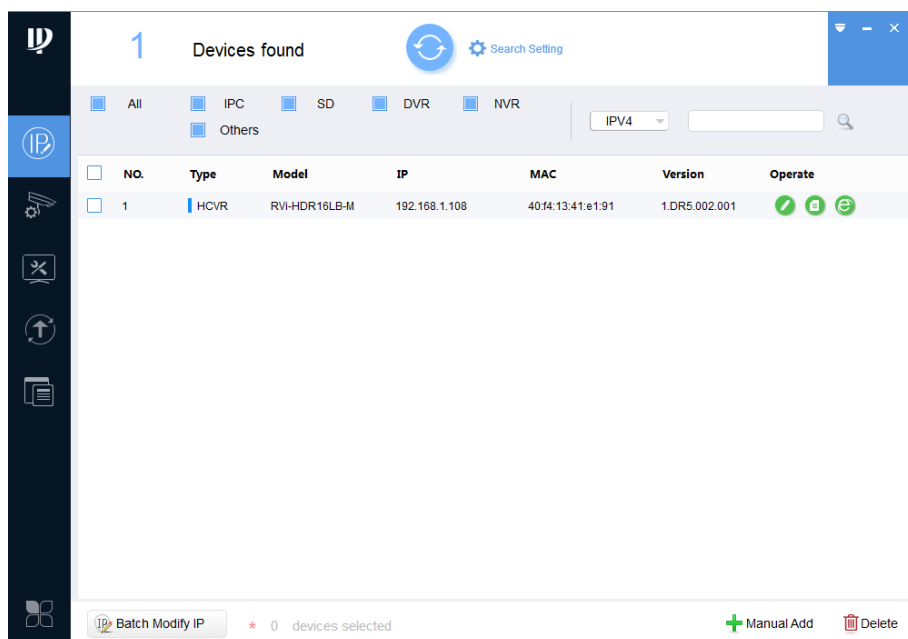 1 Devices found Search Setting
All IPC SD DVR NVR
Others
IPV4
NO. Type Model IP MAC Version Operate
1 HCVR RVi-HDR16LB-M 192.168.1.108 40:f4:13:41:e1:91 1.DR5.002.001
Batch Modify IP * 0 devices selected Manual Add Delete